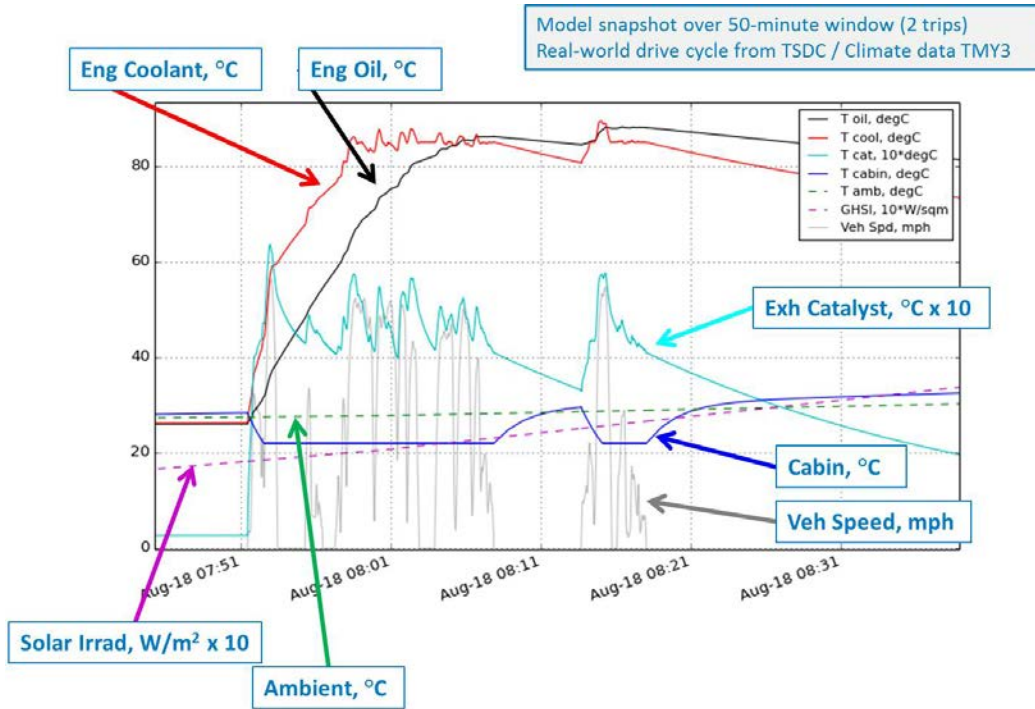 Model snapshot over 50-minute window (2 trips)
Real-world drive cycle from TSDC / Climate data TMY3
Eng Coolant, °C
Eng Oil, °C
T oil, degC
T cool, degC
T cat, 10*degC
T cabin, degC
T amb, degC
GHSI, 10*W/sqm
Veh Spd, mph
80
60
40
20
0
Exh Catalyst, °C x 10
Cabin, °C
Veh Speed, mph
Aug-18 07:51
Aug-18 08:01
Aug-18 08:11
Aug-18 08:21
Aug-18 08:31
Solar Irrad, W/m² x 10
Ambient, °C